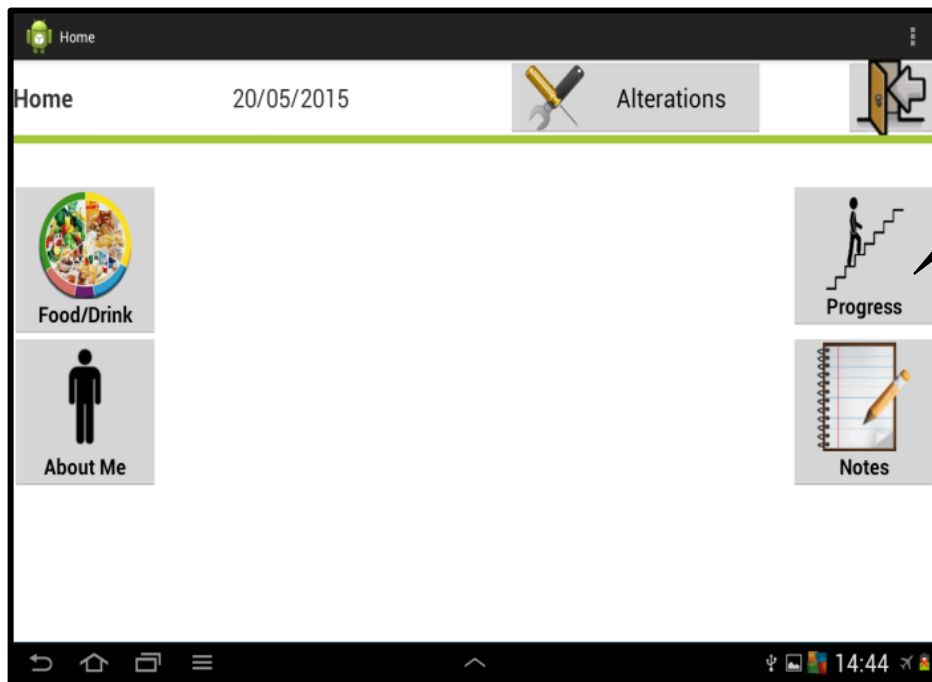 Home
Home 20/05/2015 Alterations
Food/Drink
Progress
About Me
Notes
14:44